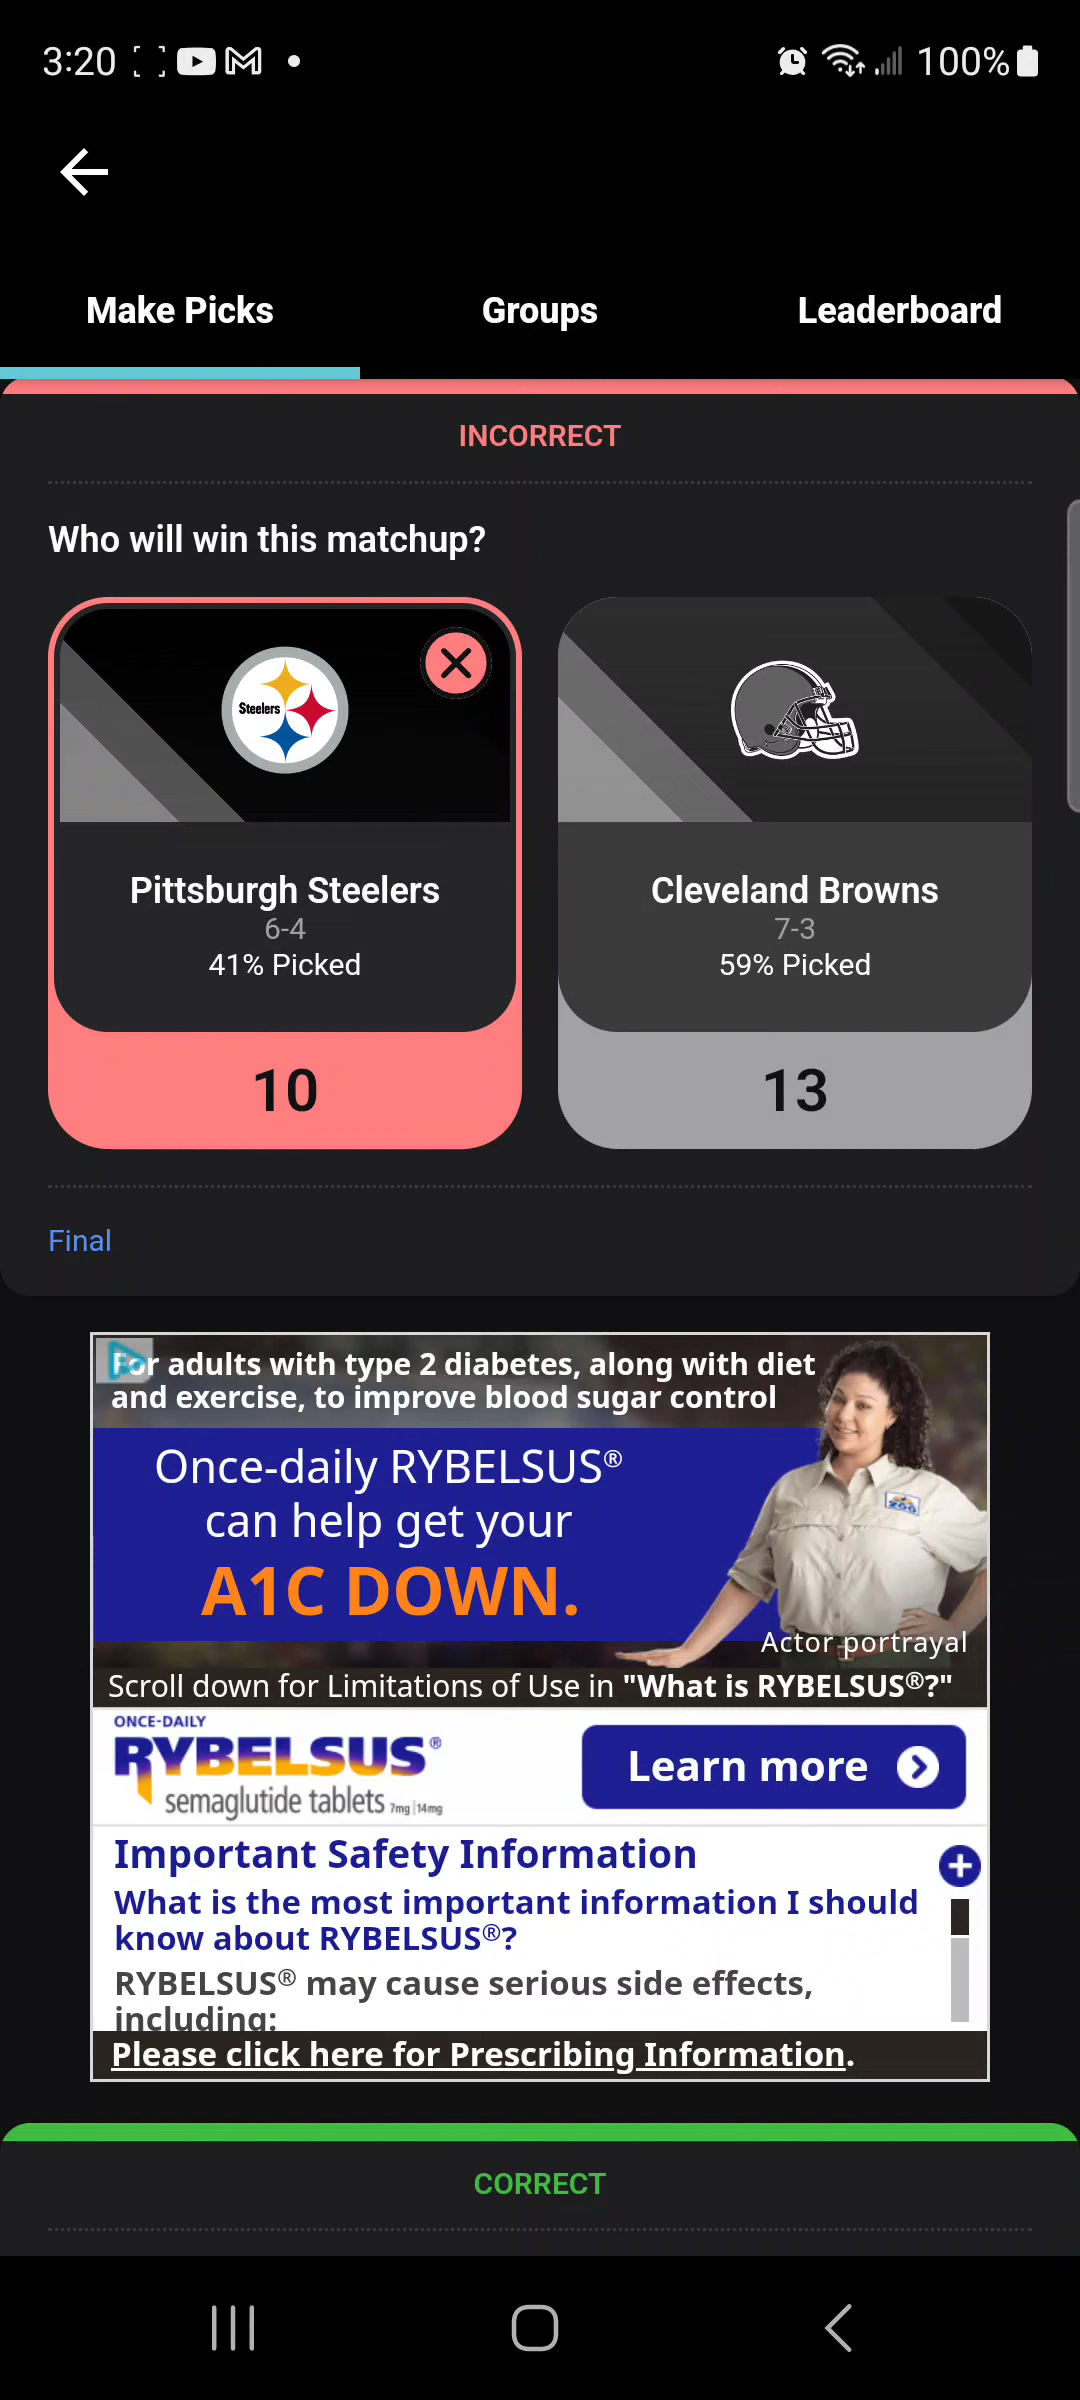 3:20
100%
Make Picks
Groups
Leaderboard
INCORRECT
Who will win this matchup?
Steelers
Pittsburgh Steelers
6-4
41% Picked
10
Cleveland Browns
7-3
59% Picked
13
Final
For adults with type 2 diabetes, along with diet
and exercise, to improve blood sugar control
Once-daily RYBELSUS®
can help get your
A1C DOWN.
ZOO
Actor portrayal
Scroll down for Limitations of Use in "What is RYBELSUS®?"
ONCE-DAILY
RYBELSUS®
semaglutide tablets 7mg | 14mg
Learn more
Important Safety Information
What is the most important information I should
know about RYBELSUS®?
RYBELSUS® may cause serious side effects,
including:
Please click here for Prescribing Information.
CORRECT